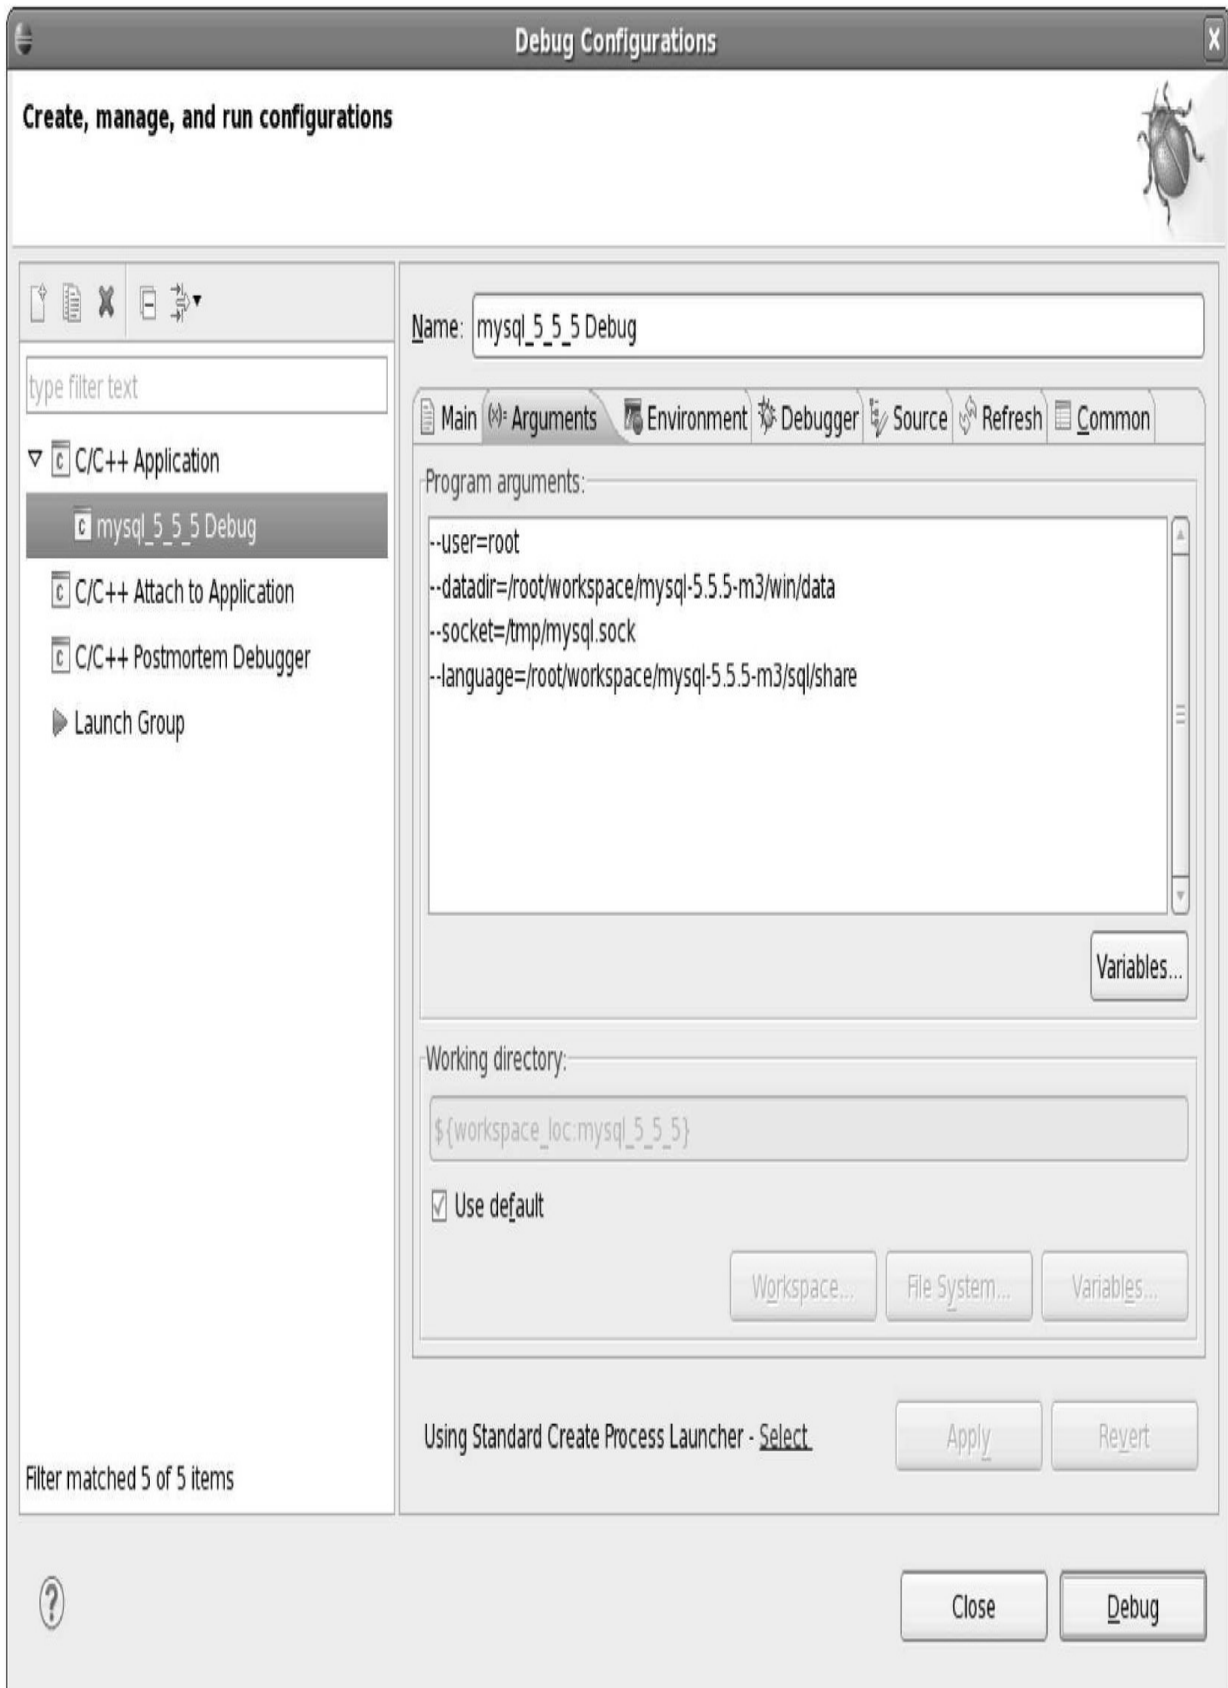 Debug Configurations
Create, manage, and run configurations
type filter text
C/C++ Application
mysql_5_5_5 Debug
C/C++ Attach to Application
C/C++ Postmortem Debugger
Launch Group
Filter matched 5 of 5 items
Name: mysql_5_5_5 Debug
Main Arguments Environment Debugger Source Refresh Common
Program arguments:
--user=root
--datadir=/root/workspace/mysql-5.5.5-m3/win/data
--socket=/tmp/mysql.sock
--language=/root/workspace/mysql-5.5.5-m3/sql/share
Variables...
Working directory:
${workspace_loc:mysql_5_5_5}
Use default
Workspace... File System... Variables...
Using Standard Create Process Launcher - Select
Apply Revert
Close Debug